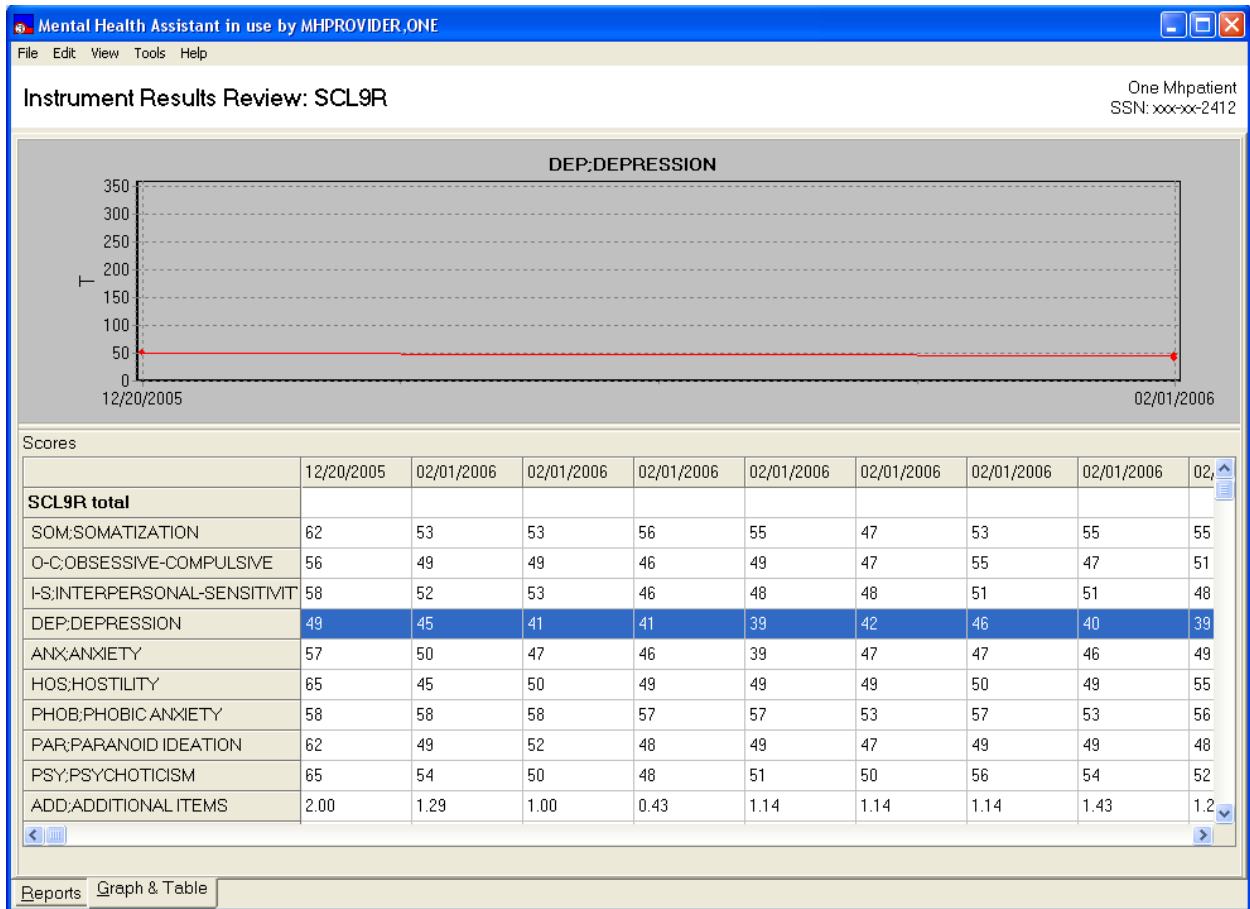 Mental Health Assistant in use by MHPROVIDER,ONE
File Edit View Tools Help
Instrument Results Review: SCL9R
One Mhpatient
SSN: xxx-xx-2412
DEP;DEPRESSION
350
300
250
200
T
150
100
50
0
12/20/2005 02/01/2006
Scores
12/20/2005 02/01/2006 02/01/2006 02/01/2006 02/01/2006 02/01/2006 02/01/2006 02/01/2006 02/
SCL9R total
SOM;SOMATIZATION 62 53 53 56 55 47 53 55 55
O-C;OBSESSIVE-COMPULSIVE 56 49 49 46 49 47 55 47 51
I-S;INTERPERSONAL-SENSITIVIT 58 52 53 46 48 48 51 51 48
DEP;DEPRESSION 49 45 41 41 39 42 46 40 39
ANX;ANXIETY 57 50 47 46 39 47 47 46 49
HOS;HOSTILITY 65 45 50 49 49 49 50 49 55
PHOB;PHOBIC ANXIETY 58 58 58 57 57 53 57 53 56
PAR;PARANOID IDEATION 62 49 52 48 49 47 49 49 48
PSY;PSYCHOTICISM 65 54 50 48 51 50 56 54 52
ADD;ADDITIONAL ITEMS 2.00 1.29 1.00 0.43 1.14 1.14 1.14 1.43 1.2
Reports Graph & Table